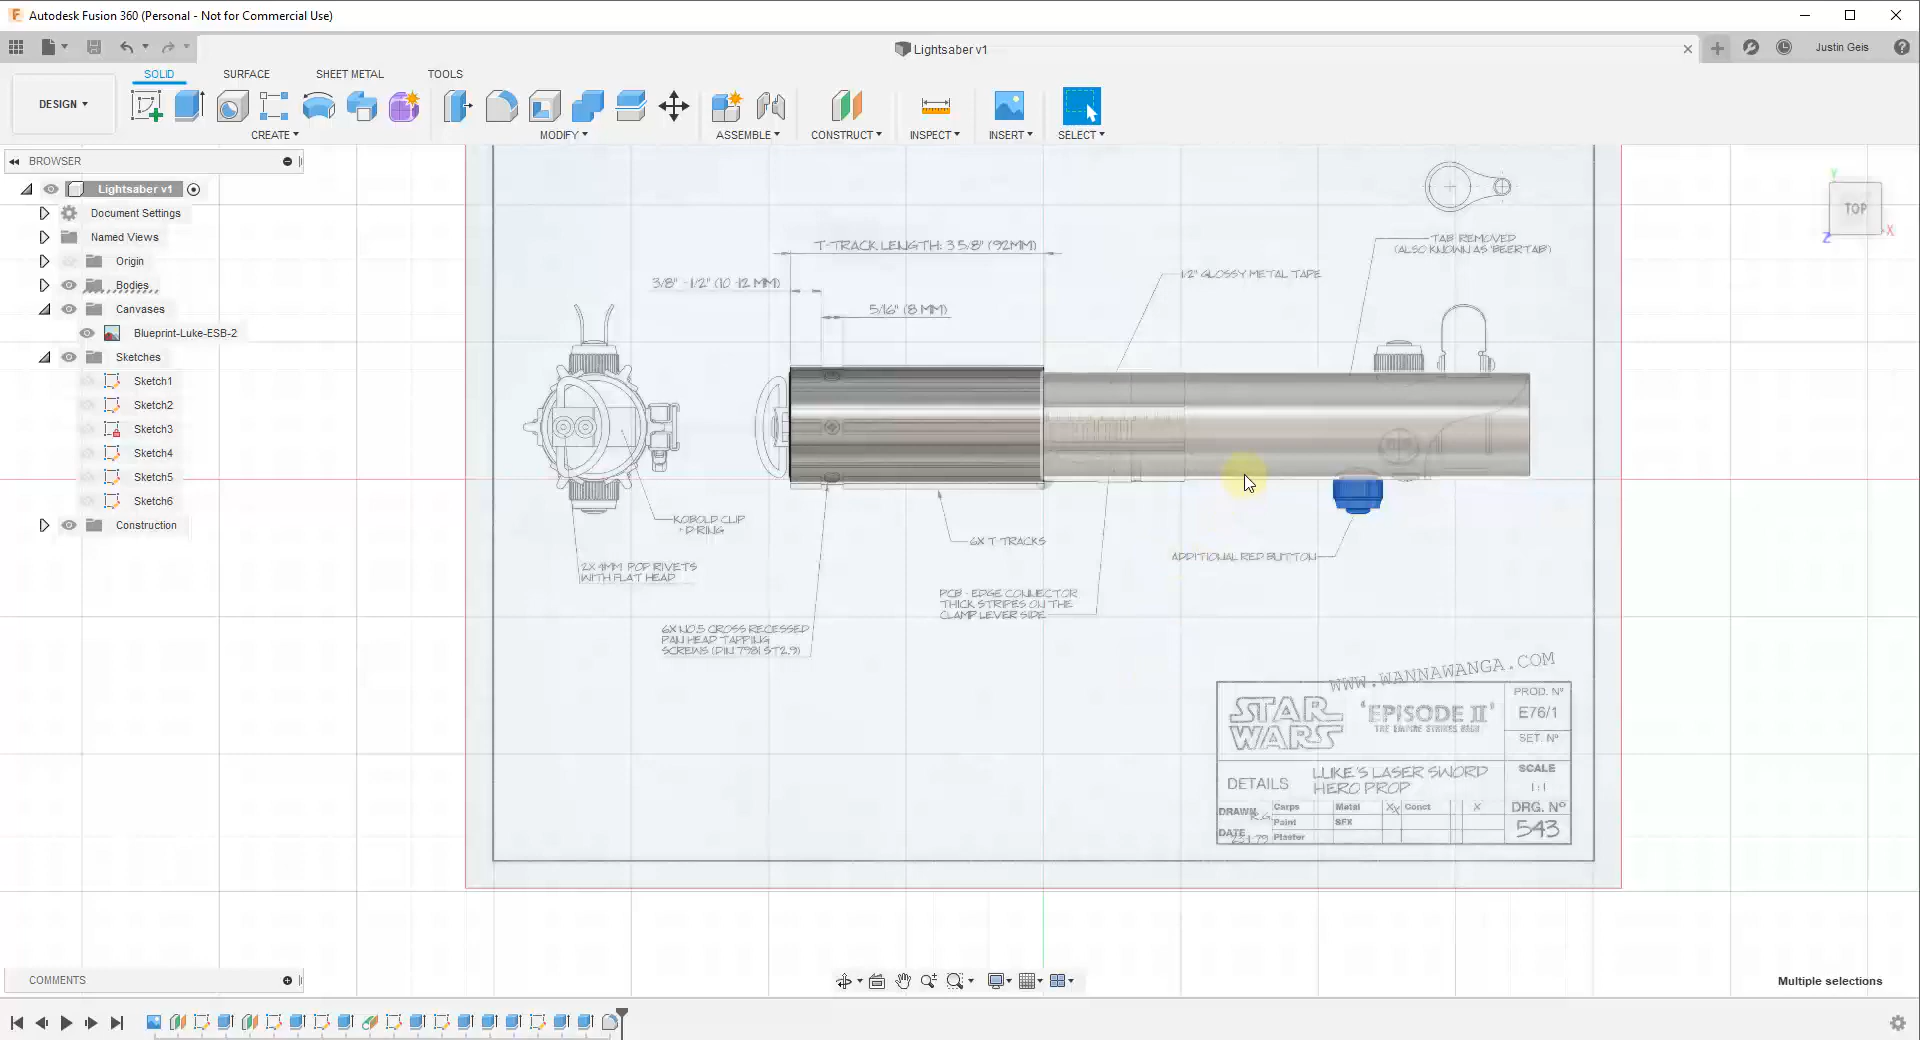 Autodesk Fusion 360 (Personal - Not for Commercial Use)
Lightsaber v1
Justin Geis
SOLID SURFACE SHEET METAL TOOLS
DESIGN
CREATE MODIFY ASSEMBLE CONSTRUCT INSPECT INSERT SELECT
BROWSER
Lightsaber v1
Document Settings
Named Views
Origin
Bodies
Canvases
Blueprint-Luke-ESB-2
Sketches
Sketch1
Sketch2
Sketch3
Sketch4
Sketch5
Sketch6
Construction
TOP
Y
X
Z
T-TRACK LENGTH: 3 5/8" (92MM)
3/8" - 1/2" (10-12 MM)
5/16" (8 MM)
1/2" GLOSSY METAL TAPE
TAB REMOVED
(ALSO KNOWN AS 'BEERTAB')
KOBOLD CLIP
+ D-RING
2X 4MM POP RIVETS
WITH FLAT HEAD
6X T TRACKS
ADDITIONAL RED BUTTON
PCB - EDGE CONNECTOR
THICK STRIPES ON THE
CLAMP LEVER SIDE
6X NO.5 CROSS RECESSED
PAN HEAD TAPPING
SCREWS (DIN 7981 ST2.9)
WWW.WANNAWANGA.COM
STAR
WARS
'EPISODE II'
THE EMPIRE STRIKES BACK
PROD. Nº
E76/1
SET. Nº
DETAILS
LUKE'S LASER SWORD
HERO PROP
SCALE
1:1
DRAWN Carps Metal Conct X
Paint SFX
DATE Plaster
DRG. Nº
543
COMMENTS
Multiple selections